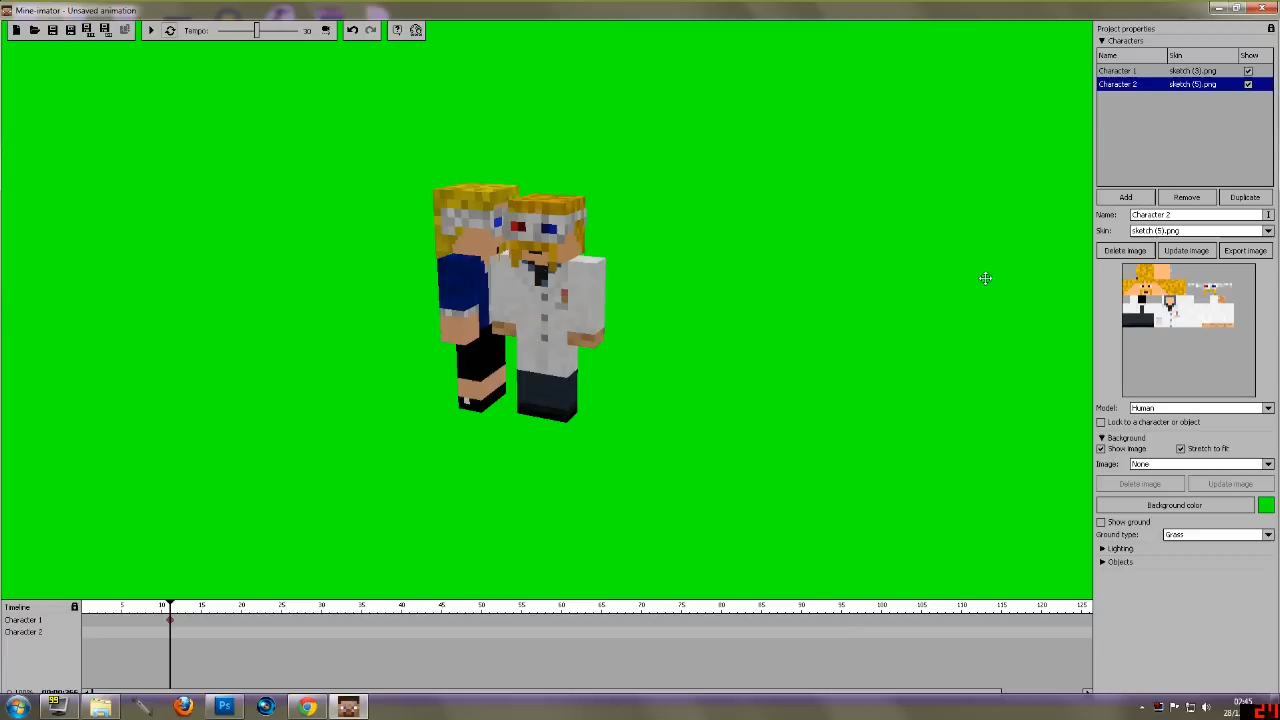 Mine-imator - Unsaved animation
Tempo: 30
Project properties
Characters
Name Skin Show
Character 1 sketch (3).png
Character 2 sketch (5).png
Add Remove Duplicate
Name: Character 2
Skin: sketch (5).png
Delete image Update image Export image
Model: Human
Lock to a character or object
Background
Show image Stretch to fit
Image: None
Delete image Update image
Background color
Show ground
Ground type: Grass
Lighting
Objects
Timeline 5 10 15 20 25 30 35 40 45 50 55 60 65 70 75 80 85 90 95 100 105 110 115 120 125
Character 1
Character 2
100%
Ps
02:45